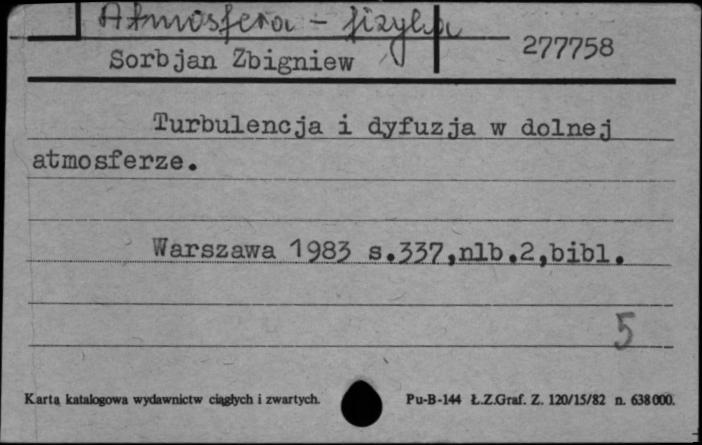 Atmosfera - fizyka
Sorbjan Zbigniew 277758
Turbulencja i dyfuzja w dolnej
atmosferze.
Warszawa 1983 s.337,nlb.2,bibl.
5
Karta katalogowa wydawnictw ciągłych i zwartych. Pu-B-144 Ł.Z.Graf. Z. 120/15/82 n. 638000.